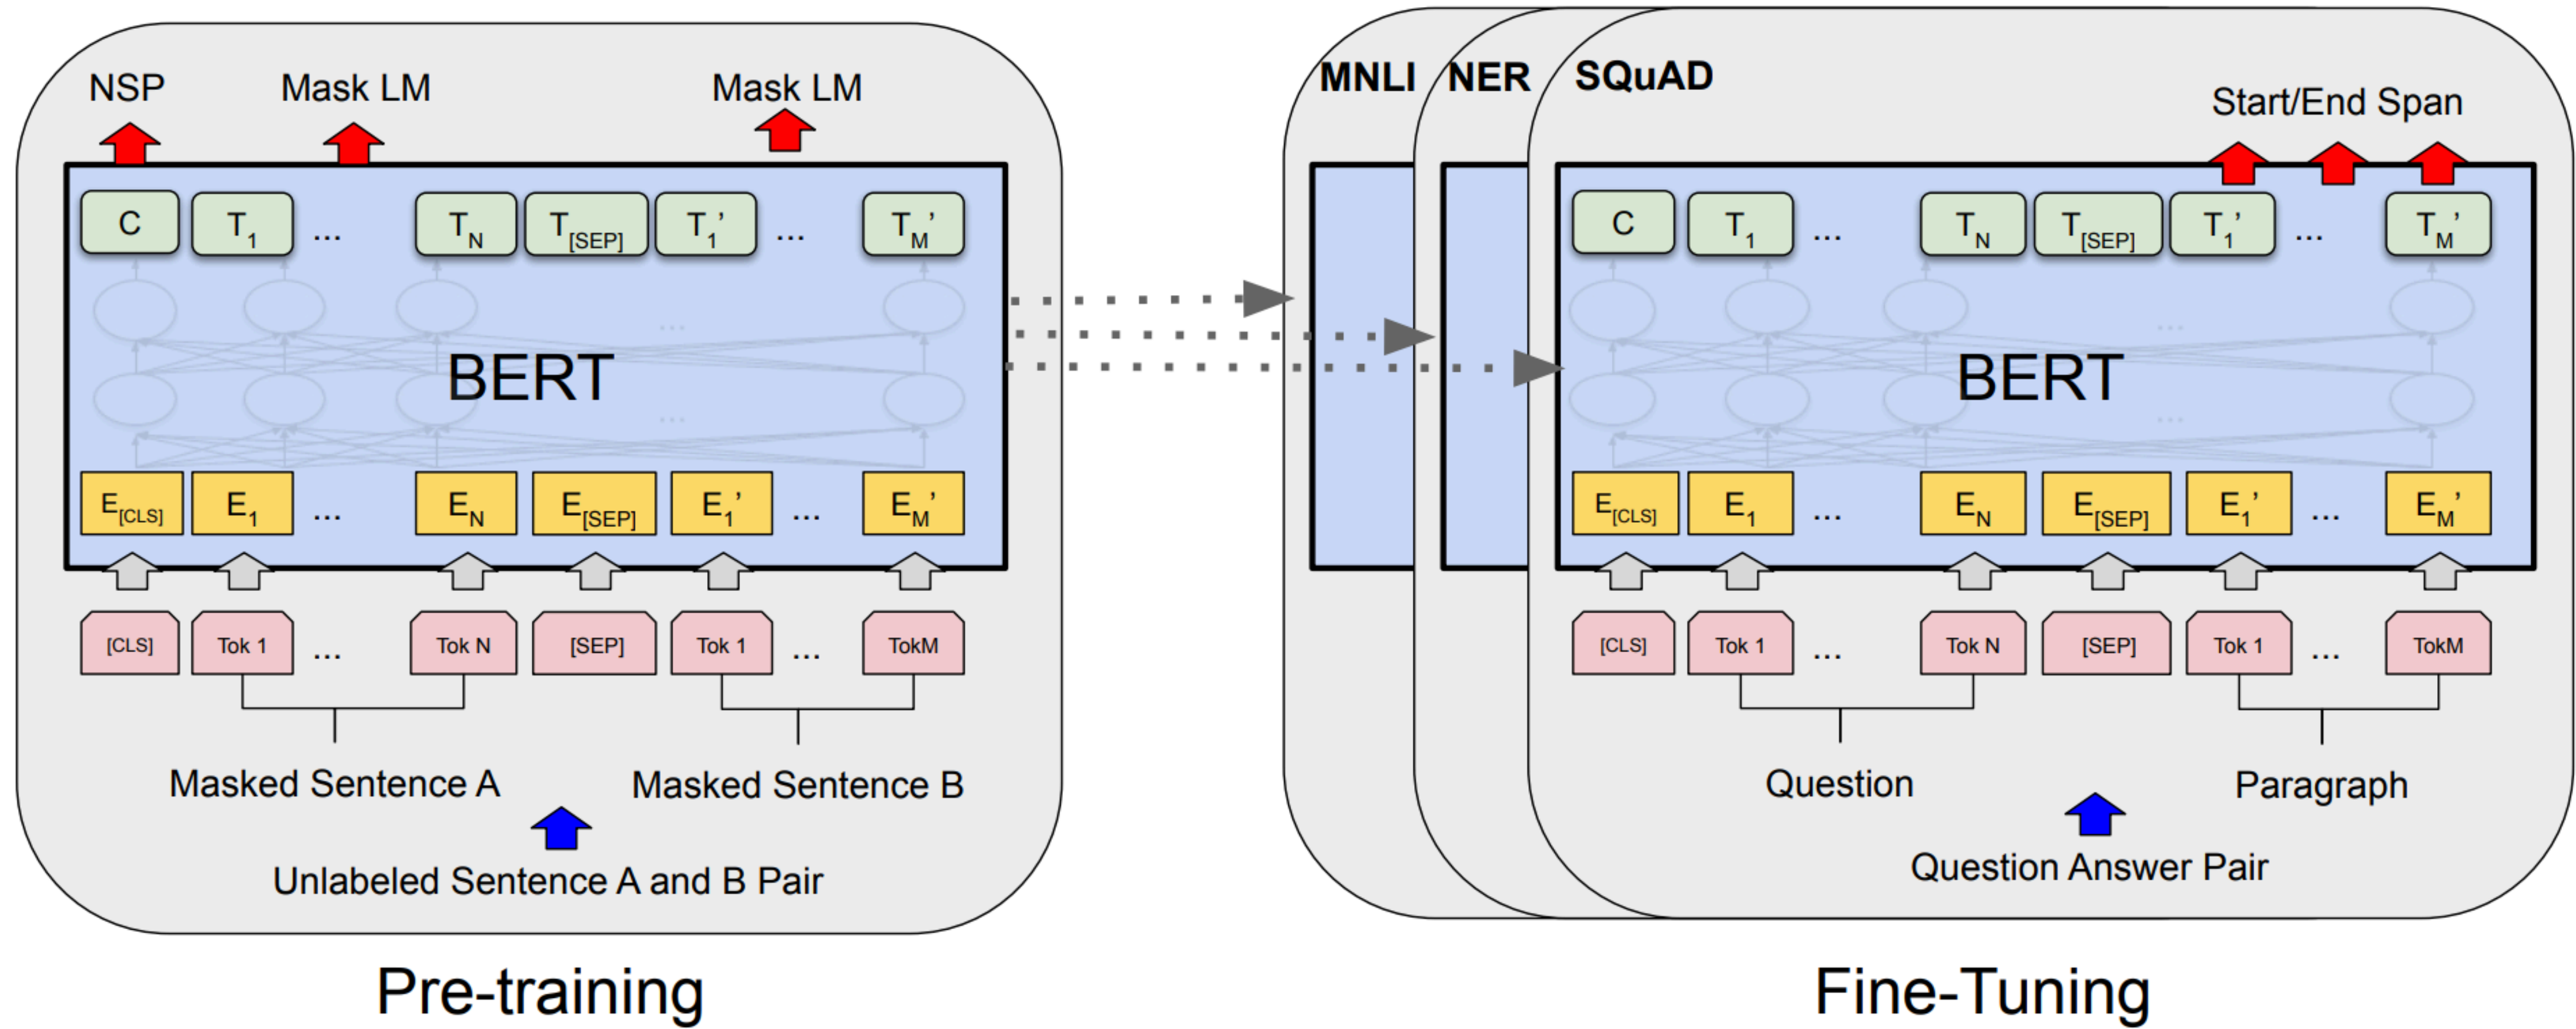 NSP Mask LM Mask LM
C T1 ... TN T[SEP] T1' ... TM'
BERT
... 
...
E[CLS] E1 ... EN E[SEP] E1' ... EM'
[CLS] Tok 1 ... Tok N [SEP] Tok 1 ... TokM
Masked Sentence A Masked Sentence B
Unlabeled Sentence A and B Pair
Pre-training
MNLI NER SQuAD
Start/End Span
C T1 ... TN T[SEP] T1' ... TM'
...
BERT
...
E[CLS] E1 ... EN E[SEP] E1' ... EM'
[CLS] Tok 1 ... Tok N [SEP] Tok 1 ... TokM
Question Paragraph
Question Answer Pair
Fine-Tuning